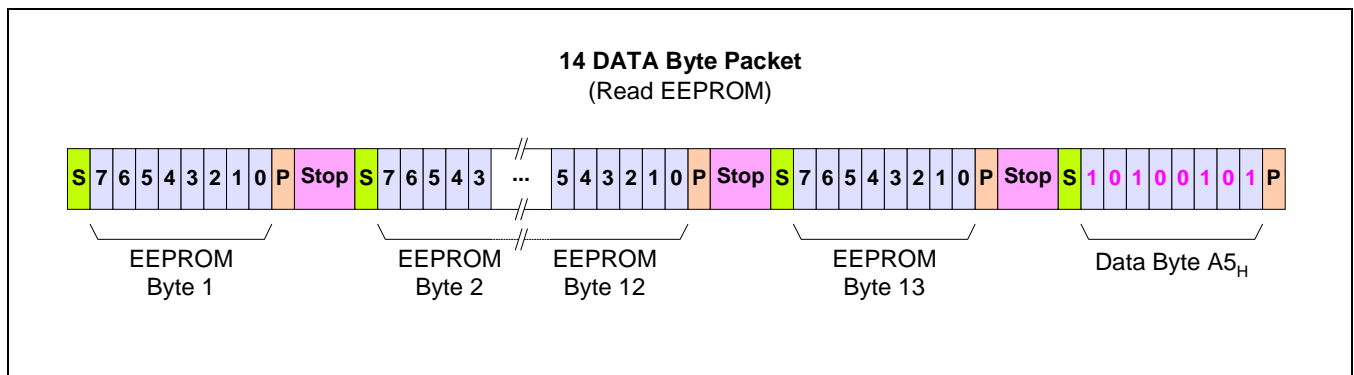 14 DATA Byte Packet
(Read EEPROM)
S 7 6 5 4 3 2 1 0 P Stop S 7 6 5 4 3 ... 5 4 3 2 1 0 P Stop S 7 6 5 4 3 2 1 0 P Stop S 1 0 1 0 0 1 0 1 P
EEPROM EEPROM EEPROM EEPROM Data Byte A5H
Byte 1 Byte 2 Byte 12 Byte 13